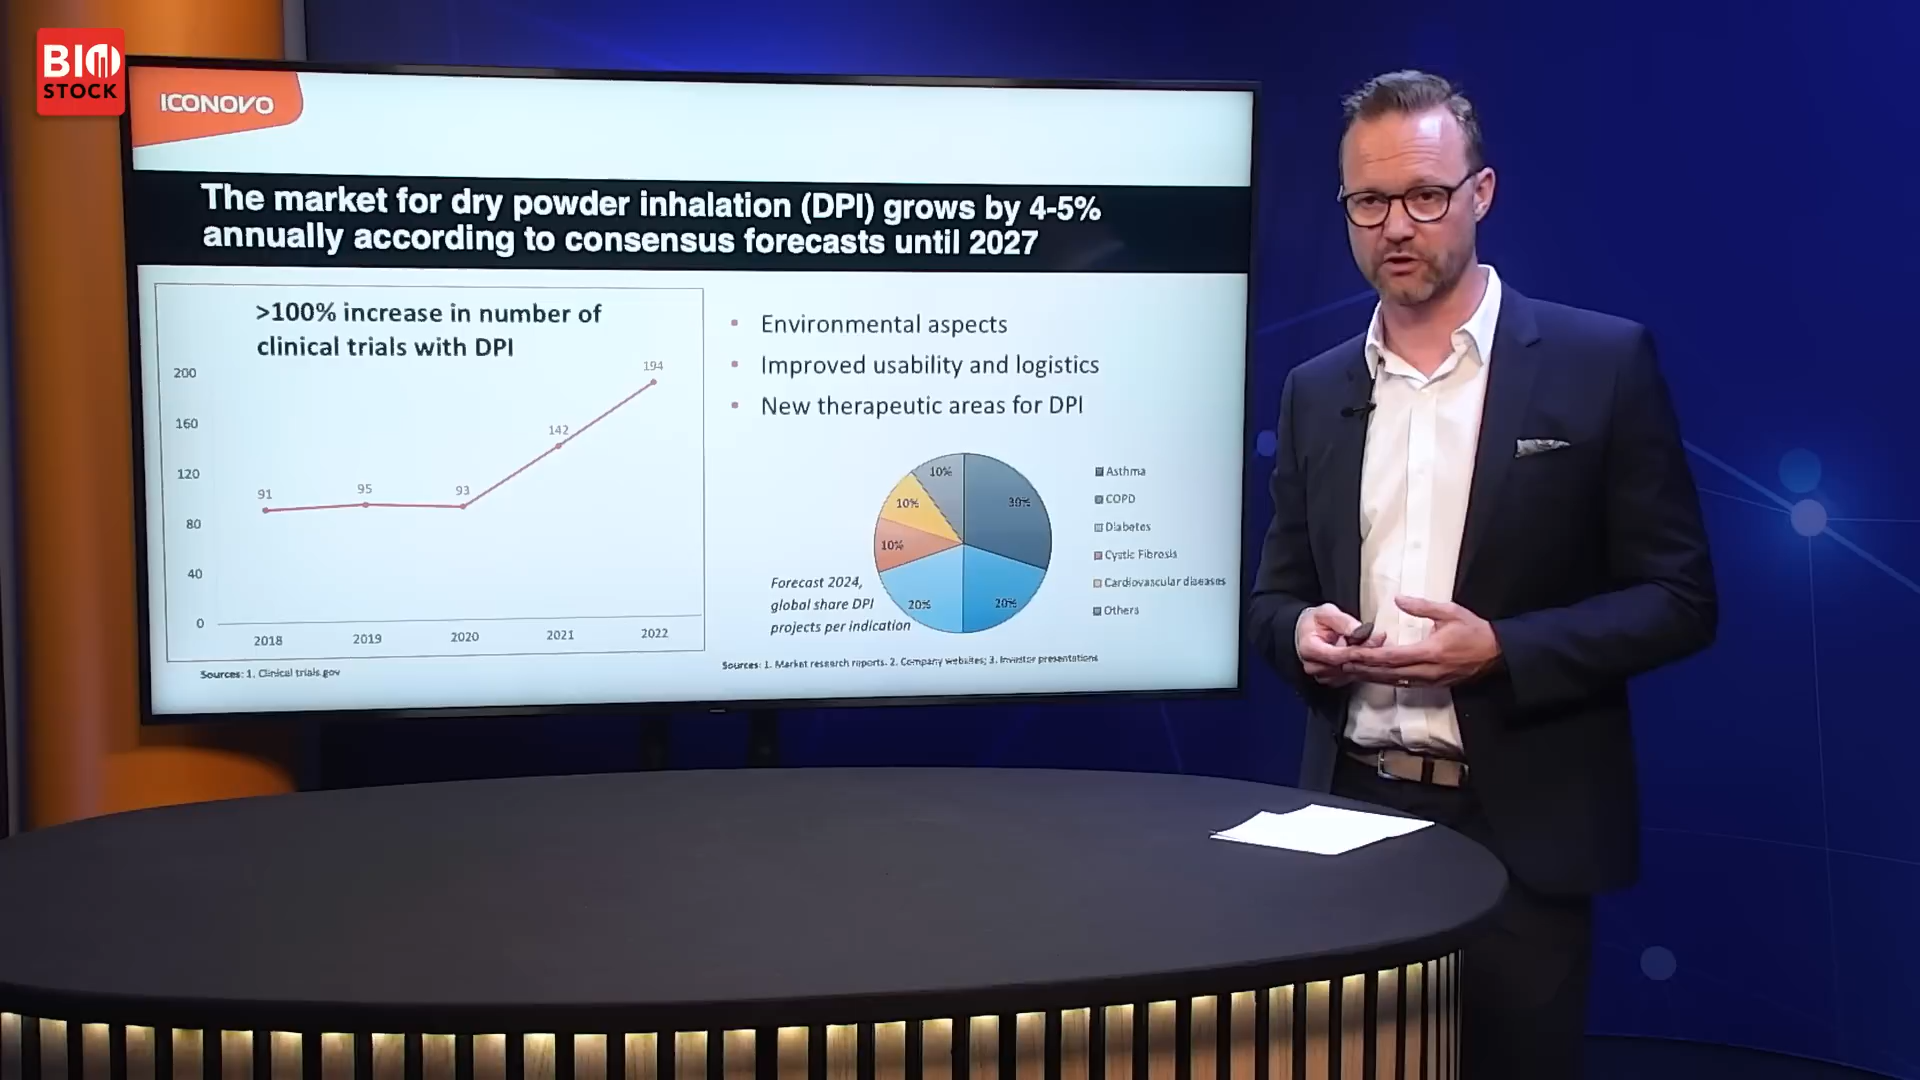 BIO
STOCK
ICONOVO
The market for dry powder inhalation (DPI) grows by 4-5%
annually according to consensus forecasts until 2027
>100% increase in number of
clinical trials with DPI
200
160
120
80
40
0
91
95
93
142
194
2018
2019
2020
2021
2022
Sources: 1. Clinical trials.gov
• Environmental aspects
• Improved usability and logistics
• New therapeutic areas for DPI
30%
20%
20%
10%
10%
10%
Asthma
COPD
Diabetes
Cystic Fibrosis
Cardiovascular diseases
Others
Forecast 2024,
global share DPI
projects per indication
Sources: 1. Market research reports. 2. Company websites; 3. Investor presentations